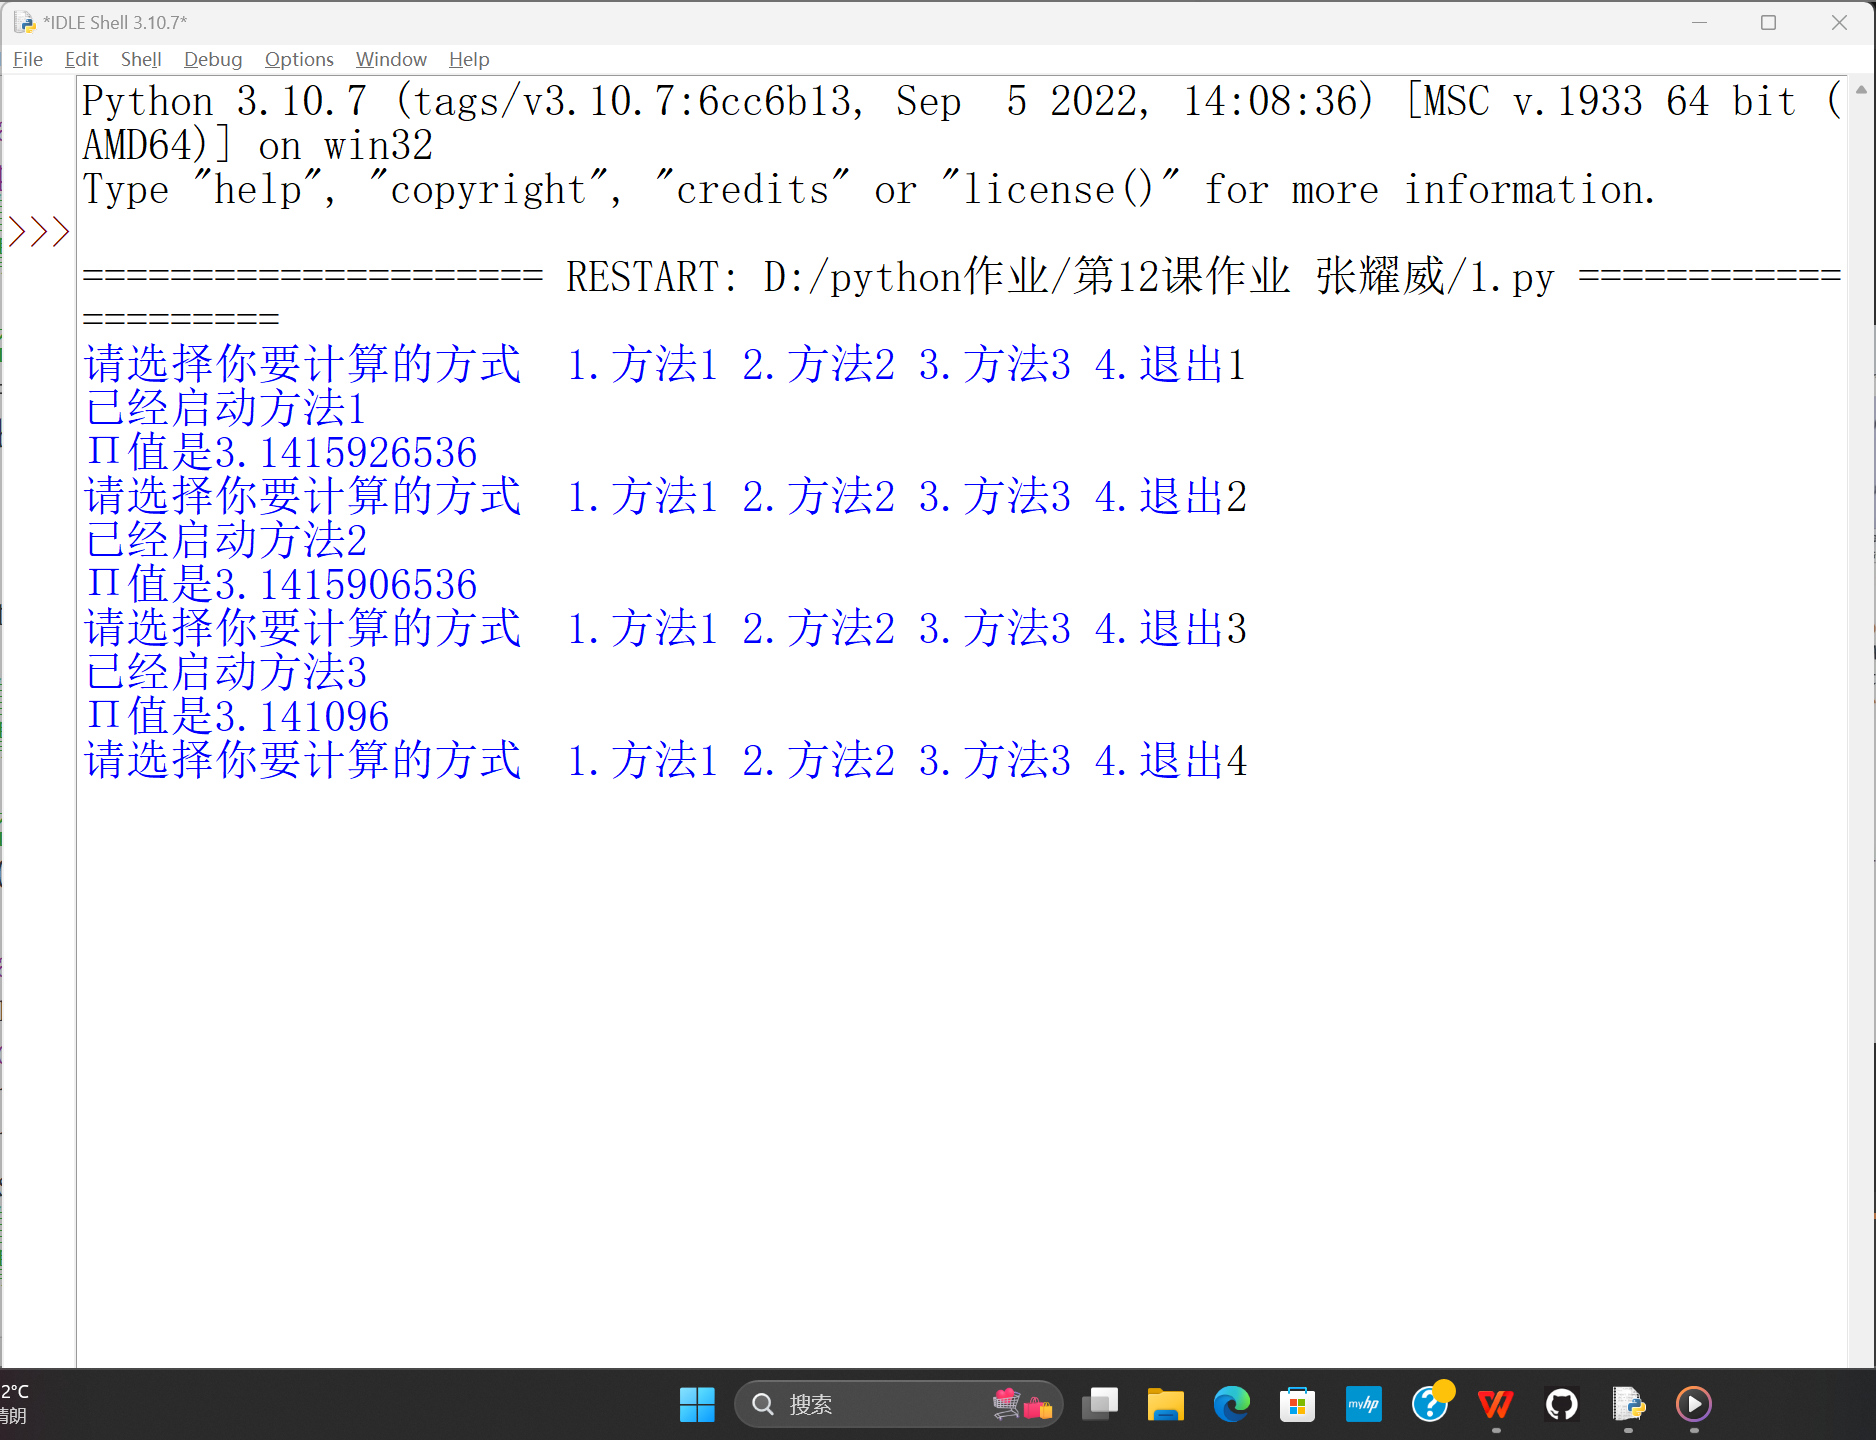 *IDLE Shell 3.10.7*
File Edit Shell Debug Options Window Help
Python 3.10.7 (tags/v3.10.7:6cc6b13, Sep  5 2022, 14:08:36) [MSC v.1933 64 bit (
AMD64)] on win32
Type "help", "copyright", "credits" or "license()" for more information.
>>>
===================== RESTART: D:/python作业/第12课作业 张耀威/1.py ============
=========
请选择你要计算的方式  1.方法1 2.方法2 3.方法3 4.退出1
已经启动方法1
Π值是3.1415926536
请选择你要计算的方式  1.方法1 2.方法2 3.方法3 4.退出2
已经启动方法2
Π值是3.1415906536
请选择你要计算的方式  1.方法1 2.方法2 3.方法3 4.退出3
已经启动方法3
Π值是3.141096
请选择你要计算的方式  1.方法1 2.方法2 3.方法3 4.退出4
2°C
晴朗
搜索
myhp